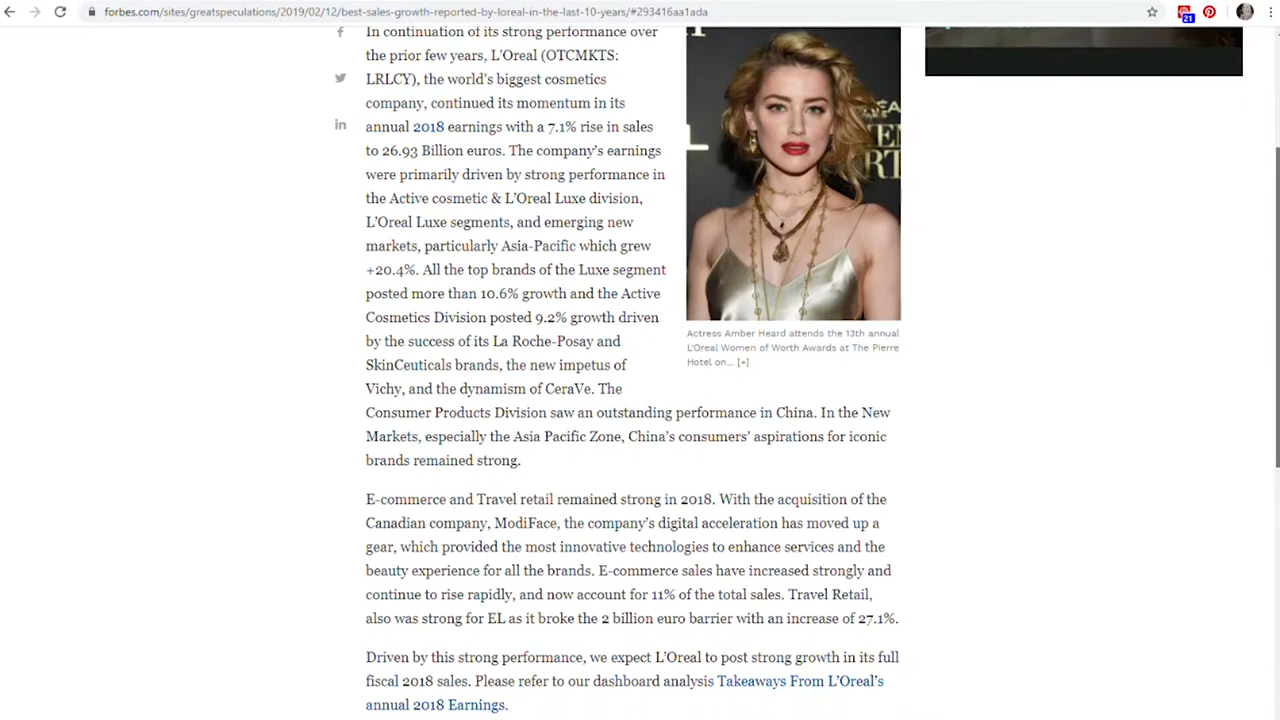 forbes.com/sites/greatspeculations/2019/02/12/best-sales-growth-reported-by-loreal-in-the-last-10-years/#293416aa1ada
21
In continuation of its strong performance over
the prior few years, L'Oreal (OTCMKTS:
LRLCY), the world's biggest cosmetics
company, continued its momentum in its
annual 2018 earnings with a 7.1% rise in sales
to 26.93 Billion euros. The company's earnings
were primarily driven by strong performance in
the Active cosmetic & L'Oreal Luxe division,
L'Oreal Luxe segments, and emerging new
markets, particularly Asia-Pacific which grew
+20.4%. All the top brands of the Luxe segment
posted more than 10.6% growth and the Active
Cosmetics Division posted 9.2% growth driven
by the success of its La Roche-Posay and
SkinCeuticals brands, the new impetus of
Vichy, and the dynamism of CeraVe. The
Consumer Products Division saw an outstanding performance in China. In the New
Markets, especially the Asia Pacific Zone, China's consumers' aspirations for iconic
brands remained strong.
Actress Amber Heard attends the 13th annual
L'Oreal Women of Worth Awards at The Pierre
Hotel on... [+]
E-commerce and Travel retail remained strong in 2018. With the acquisition of the
Canadian company, ModiFace, the company's digital acceleration has moved up a
gear, which provided the most innovative technologies to enhance services and the
beauty experience for all the brands. E-commerce sales have increased strongly and
continue to rise rapidly, and now account for 11% of the total sales. Travel Retail,
also was strong for EL as it broke the 2 billion euro barrier with an increase of 27.1%.
Driven by this strong performance, we expect L'Oreal to post strong growth in its full
fiscal 2018 sales. Please refer to our dashboard analysis Takeaways From L'Oreal's
annual 2018 Earnings.